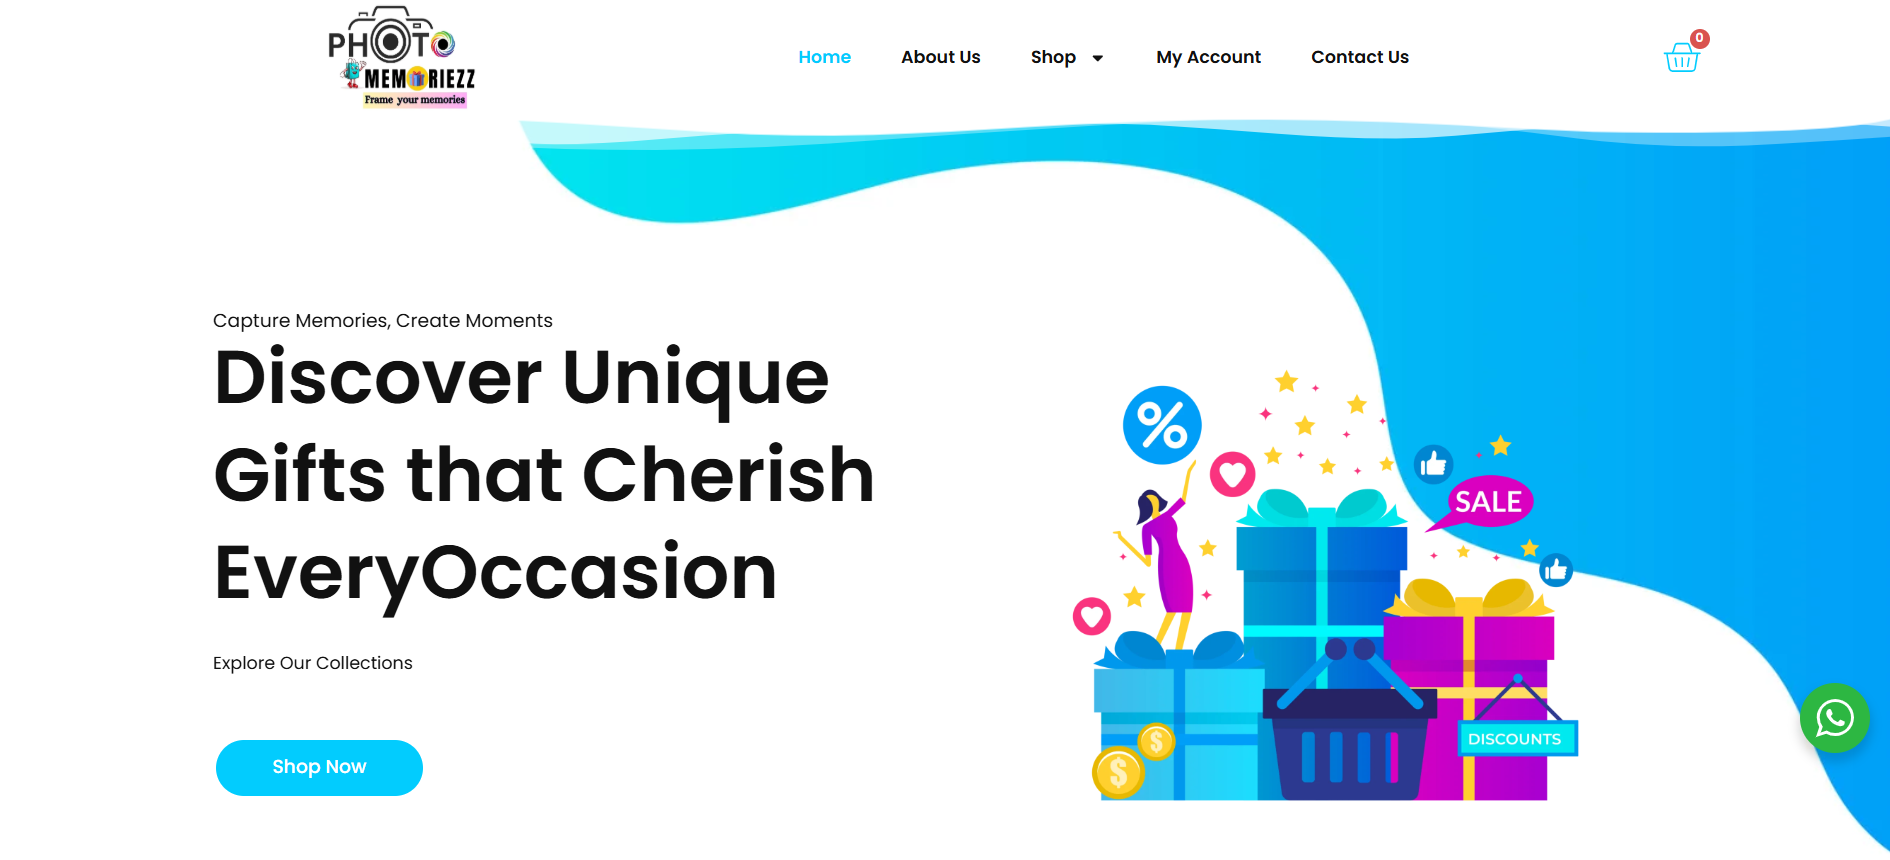 PHOTO
MEMORIEZZ
Frame your memories
Home
About Us
Shop
My Account
Contact Us
0
Capture Memories, Create Moments
Discover Unique
Gifts that Cherish
EveryOccasion
Explore Our Collections
Shop Now
%
SALE
DISCOUNTS
$
$